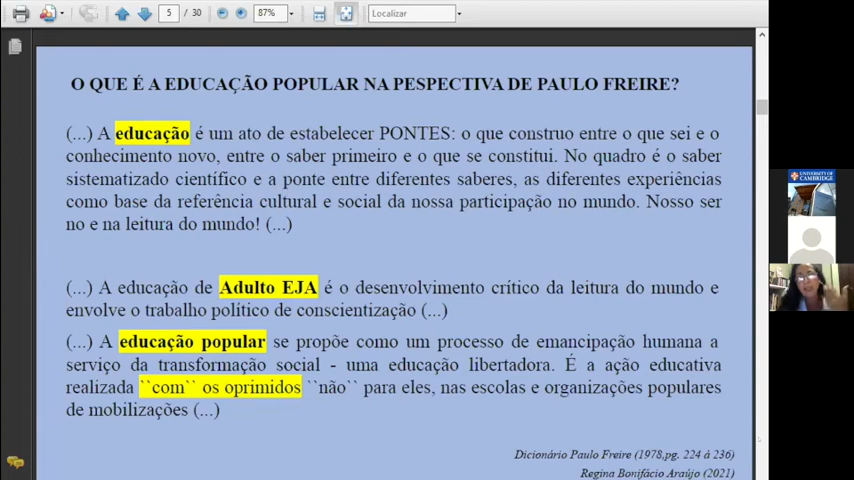 5 / 30 87% Localizar
O QUE É A EDUCAÇÃO POPULAR NA PESPECTIVA DE PAULO FREIRE?
(...) A educação é um ato de estabelecer PONTES: o que construo entre o que sei e o
conhecimento novo, entre o saber primeiro e o que se constitui. No quadro é o saber
sistematizado científico e a ponte entre diferentes saberes, as diferentes experiências
como base da referência cultural e social da nossa participação no mundo. Nosso ser
no e na leitura do mundo! (...)
(...) A educação de Adulto EJA é o desenvolvimento crítico da leitura do mundo e
envolve o trabalho político de conscientização (...)
(...) A educação popular se propõe como um processo de emancipação humana a
serviço da transformação social - uma educação libertadora. É a ação educativa
realizada ``com`` os oprimidos ``não`` para eles, nas escolas e organizações populares
de mobilizações (...)
Dicionário Paulo Freire (1978,pg. 224 á 236)
Regina Bonifácio Araújo (2021)
UNIVERSITY OF
CAMBRIDGE